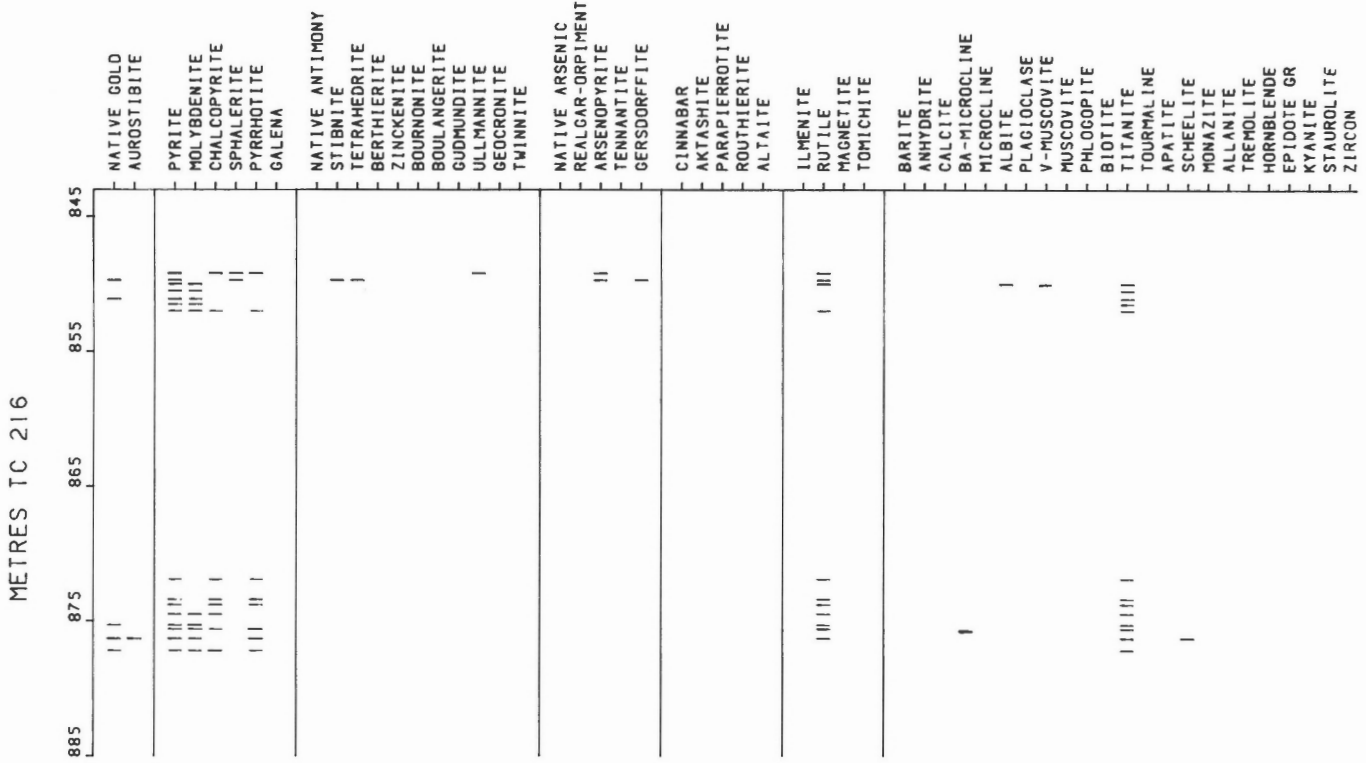 NATIVE GOLD
AUROSTIBITE
PYRITE
MOLYBDENITE
CHALCOPYRITE
SPHALERITE
PYRRHOTITE
GALENA
NATIVE ANTIMONY
STIBNITE
TETRAHEDRITE
BERTHIERITE
ZINCKENITE
BOURNONITE
BOULANGERITE
GUDMUNDITE
ULLMANNITE
GEOCRONITE
TWINNITE
NATIVE ARSENIC
REALGAR-ORPIMENT
ARSENOPYRITE
TENNANTITE
GERSDORFFITE
CINNABAR
AKTASHITE
PARAPIERROTITE
ROUTHIERITE
ALTAITE
ILMENITE
RUTILE
MAGNETITE
TOMICHITE
BARITE
ANHYDRITE
CALCITE
BA-MICROCLINE
MICROCLINE
ALBITE
PLAGIOCLASE
V-MUSCOVITE
MUSCOVITE
PHLOGOPITE
BIOTITE
TITANITE
TOURMALINE
APATITE
SCHEELITE
MONAZITE
ALLANITE
TREMOLITE
HORNBLENDE
EPIDOTE GR
KYANITE
STAUROLITE
ZIRCON
METRES TC 216
845
855
865
875
885